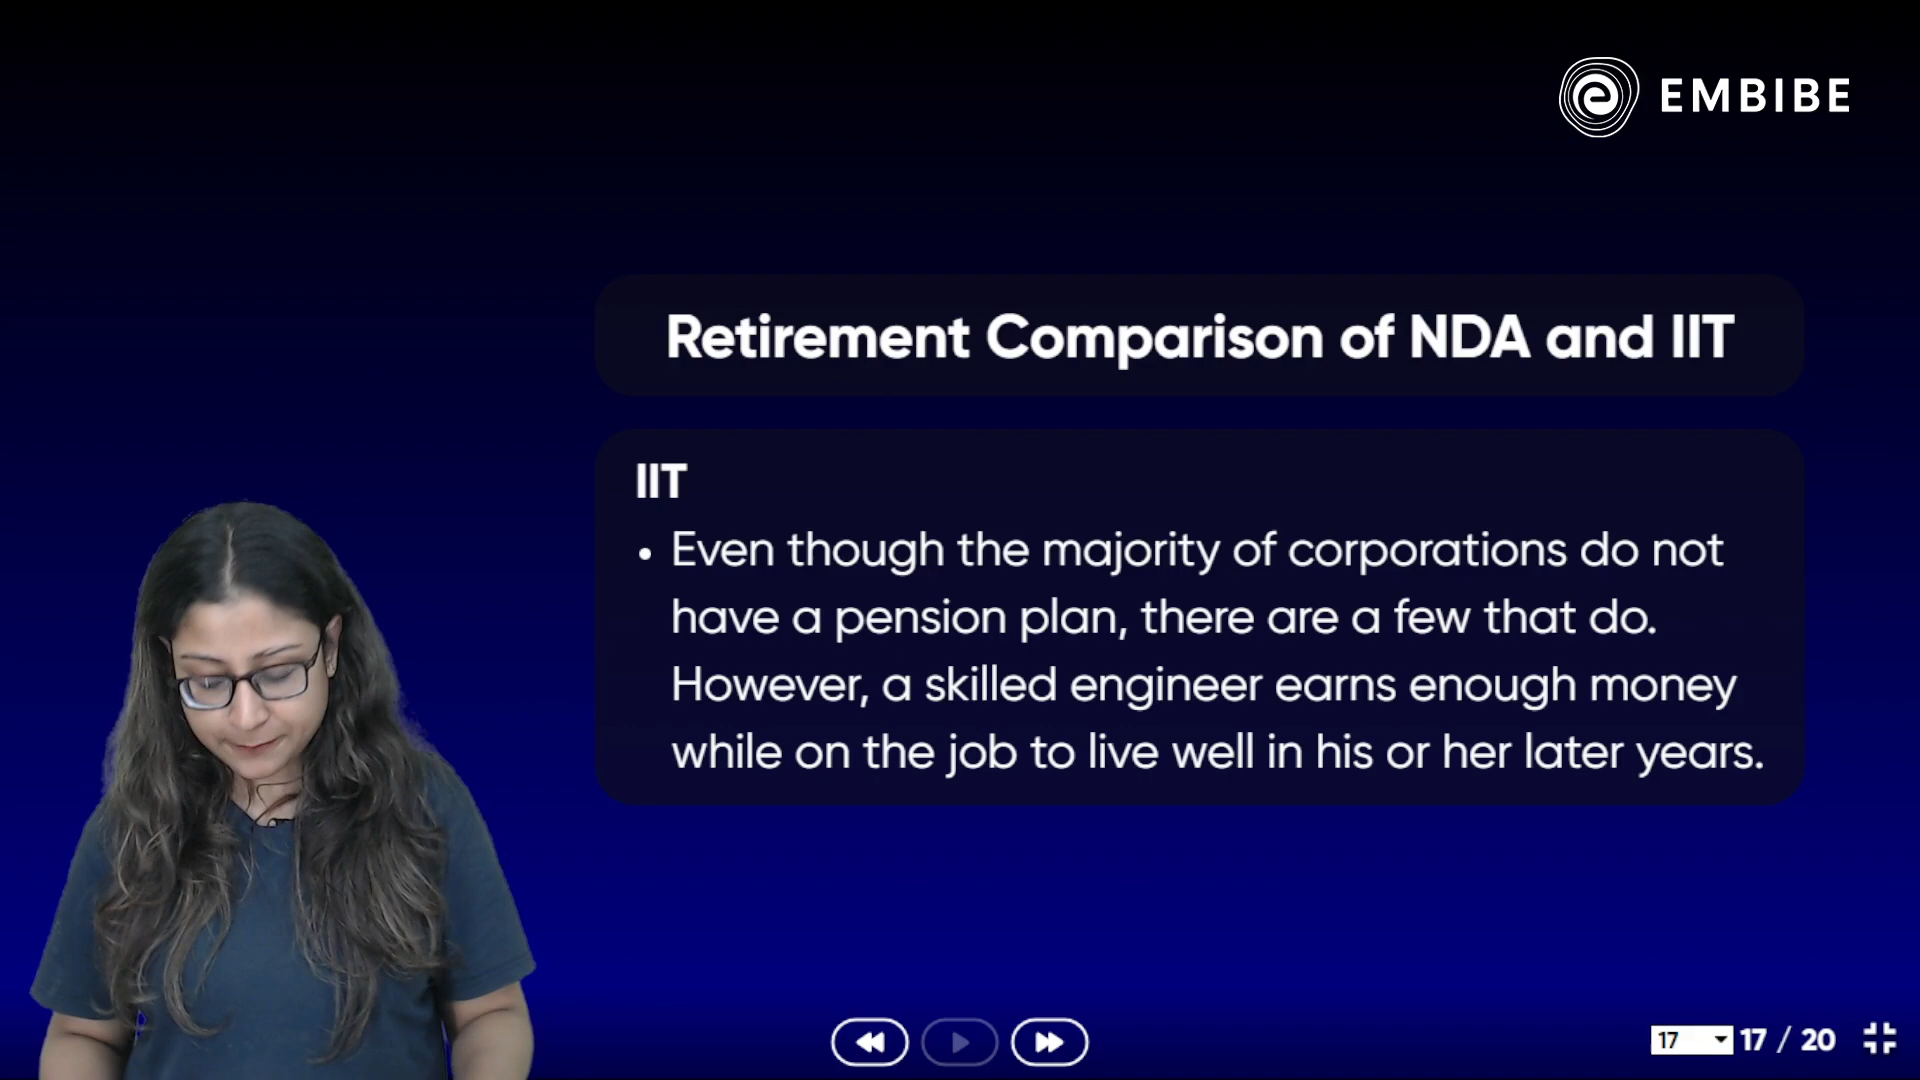 EMBIBE
Retirement Comparison of NDA and IIT
IIT
• Even though the majority of corporations do not
have a pension plan, there are a few that do.
However, a skilled engineer earns enough money
while on the job to live well in his or her later years.
17 17 / 20